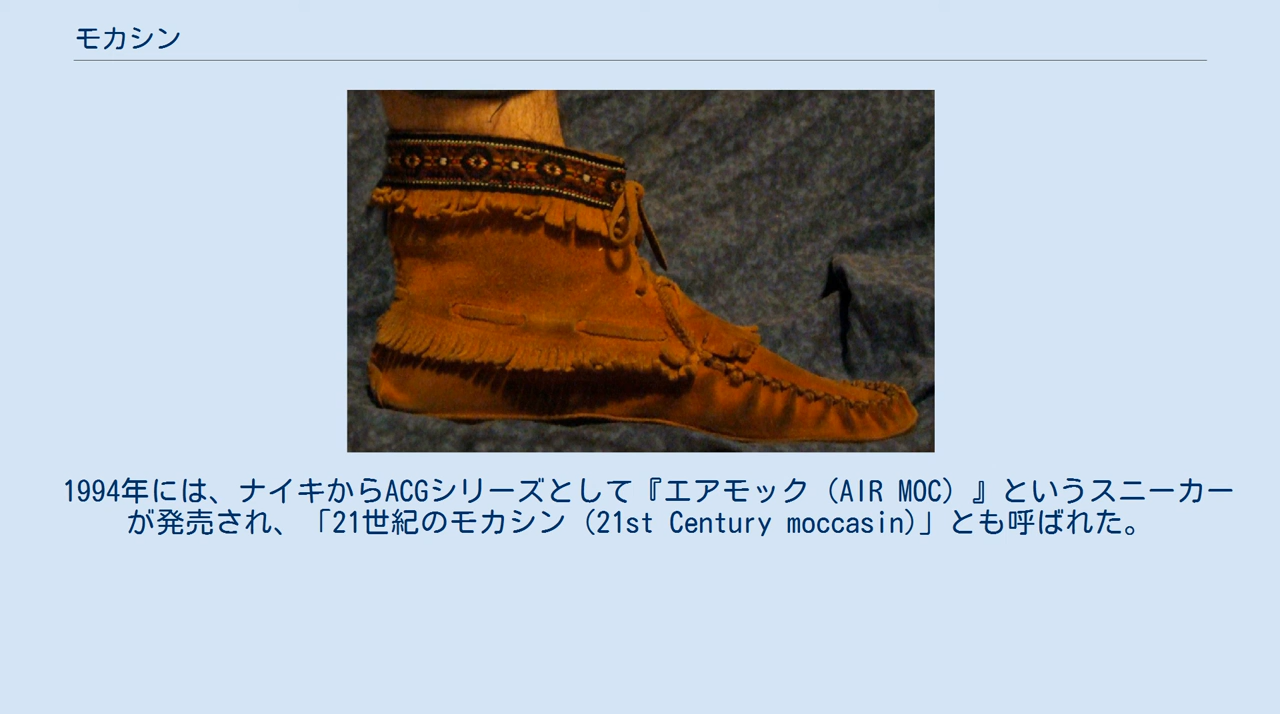 モカシン
1994年には、ナイキからACGシリーズとして『エアモック（AIR MOC）』というスニーカー
が発売され、「21世紀のモカシン（21st Century moccasin)」とも呼ばれた。